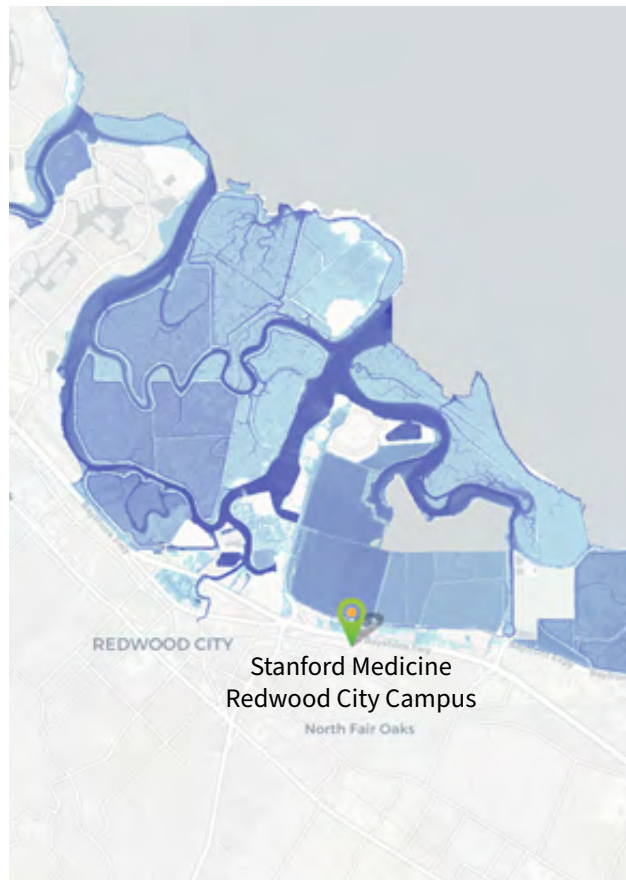 REDWOOD CITY
Stanford Medicine
Redwood City Campus
North Fair Oaks